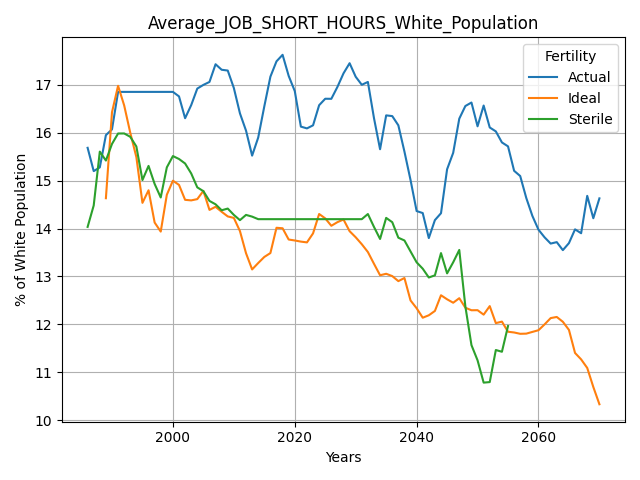 Average_JOB_SHORT_HOURS_White_Population
Fertility
Actual
Ideal
Sterile
% of White Population
17
16
15
14
13
12
11
10
2000
2020
2040
2060
Years